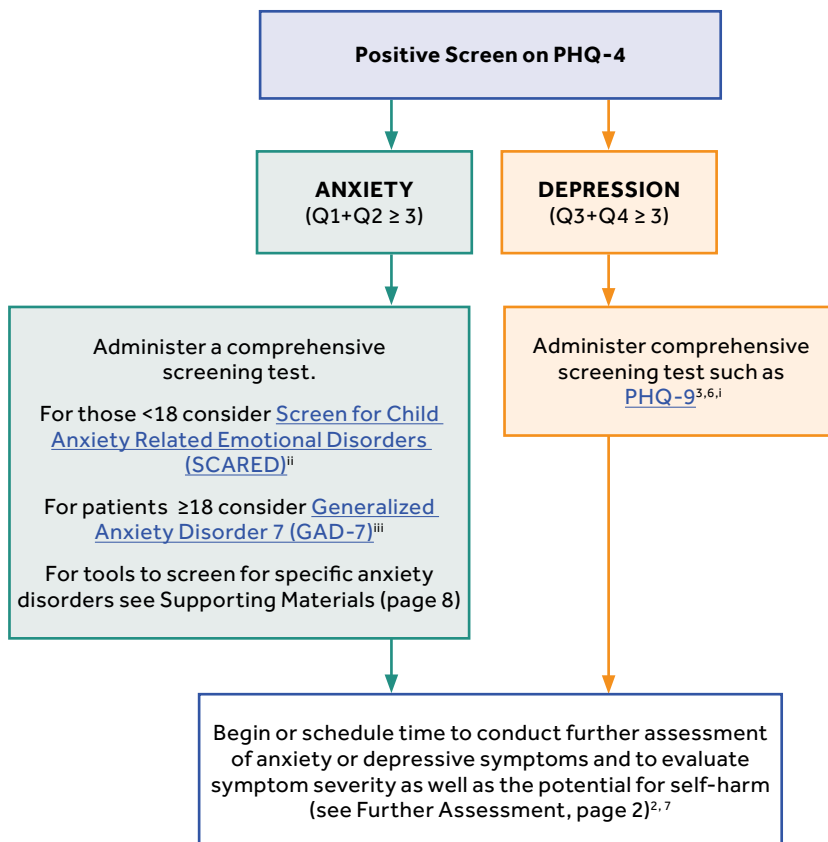 Positive Screen on PHQ-4
ANXIETY
(Q1+Q2 ≥ 3)
DEPRESSION
(Q3+Q4 ≥ 3)
Administer a comprehensive
screening test.
For those <18 consider Screen for Child
Anxiety Related Emotional Disorders
(SCARED)ii
For patients ≥18 consider Generalized
Anxiety Disorder 7 (GAD-7)iii
For tools to screen for specific anxiety
disorders see Supporting Materials (page 8)
Administer comprehensive
screening test such as
PHQ-93,6,i
Begin or schedule time to conduct further assessment
of anxiety or depressive symptoms and to evaluate
symptom severity as well as the potential for self-harm
(see Further Assessment, page 2)2, 7